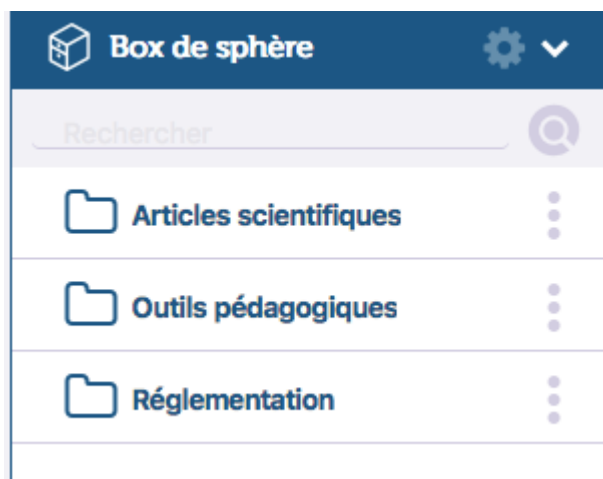 Box de sphère
Rechercher
Articles scientifiques
Outils pédagogiques
Réglementation